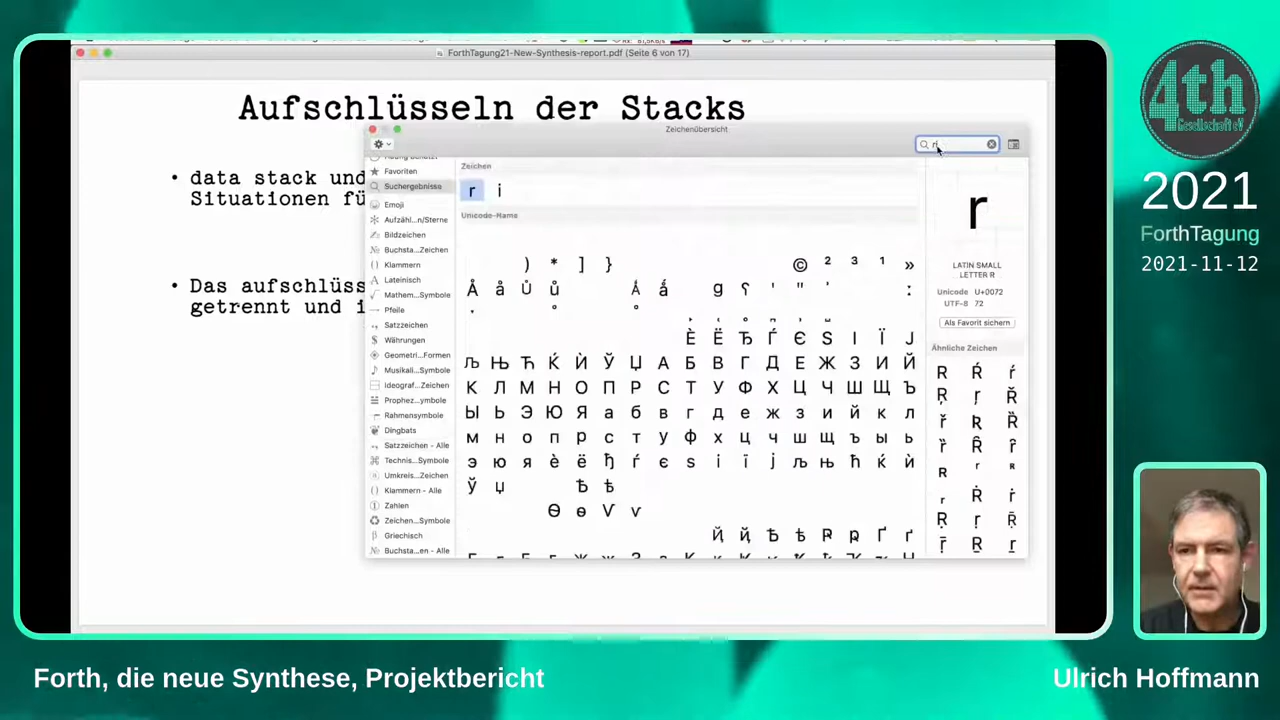 ForthTagung21-New-Synthesis-report.pdf (Seite 6 von 17)
Aufschlüsseln der Stacks
• data stack und
Situationen fü
• Das aufschlüss
getrennt und i
Zeichenübersicht
ri
Favoriten
Suchergebnisse
Emoji
Aufzähl...n/Sterne
Bildzeichen
Buchsta...Zeichen
Klammern
Lateinisch
Mathem...Symbole
Pfeile
Satzzeichen
Währungen
Geometri...Formen
Musikali...Symbole
Ideograf...Zeichen
Prophez...ymbole
Rahmensymbole
Dingbats
Satzzeichen - Alle
Technis...Symbole
Umkreis...Zeichen
Klammern - Alle
Zahlen
Zeichen...Symbole
Griechisch
Buchsta...en - Alle
Zeichen
r i
Unicode-Name
) * ] } © ² ³ ¹ »
È Ё Ђ Ѓ Є Ѕ І Ї Ј
љ Њ Ћ Ќ Ѝ Ў Џ А Б В Г Д Е Ж З И Й
К Л М Н О П Р С Т У Ф Х Ц Ч Ш Щ Ъ
Ы Ь Э Ю Я а б в г д е ж з и й к л
м н о п р с т у ф х ц ч ш щ ъ ы ь
э ю я ѐ ё ђ ѓ є ѕ і ї ј љ њ ћ ќ ѝ
ў џ Ѣ ѣ
Ѳ ѳ Ѵ ѵ
Ҋ ҋ Ҍ ҍ Ҏ ҏ Ґ ґ
r
LATIN SMALL
LETTER R
Unicode U+0072
UTF-8 72
Als Favorit sichern
Ähnliche Zeichen
R Ŕ ŕ
Ŗ ŗ Ř
ř R Ȑ
ȑ Ȓ ȓ
4th
Gesellschaft eV
2021
ForthTagung
2021-11-12
Forth, die neue Synthese, Projektbericht
Ulrich Hoffmann